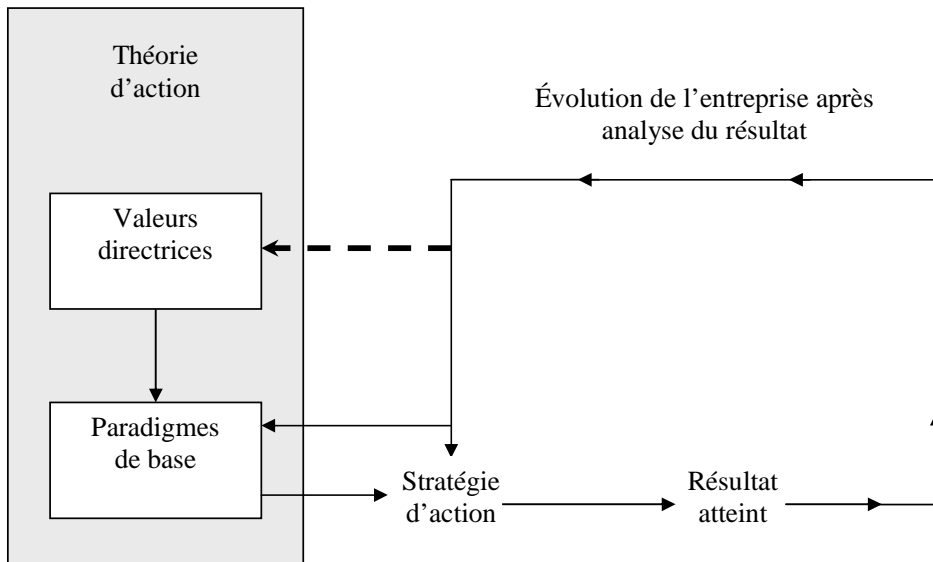 Théorie
d’action
Évolution de l’entreprise après
analyse du résultat
Valeurs
directrices
Paradigmes
de base
Stratégie
d’action
Résultat
atteint